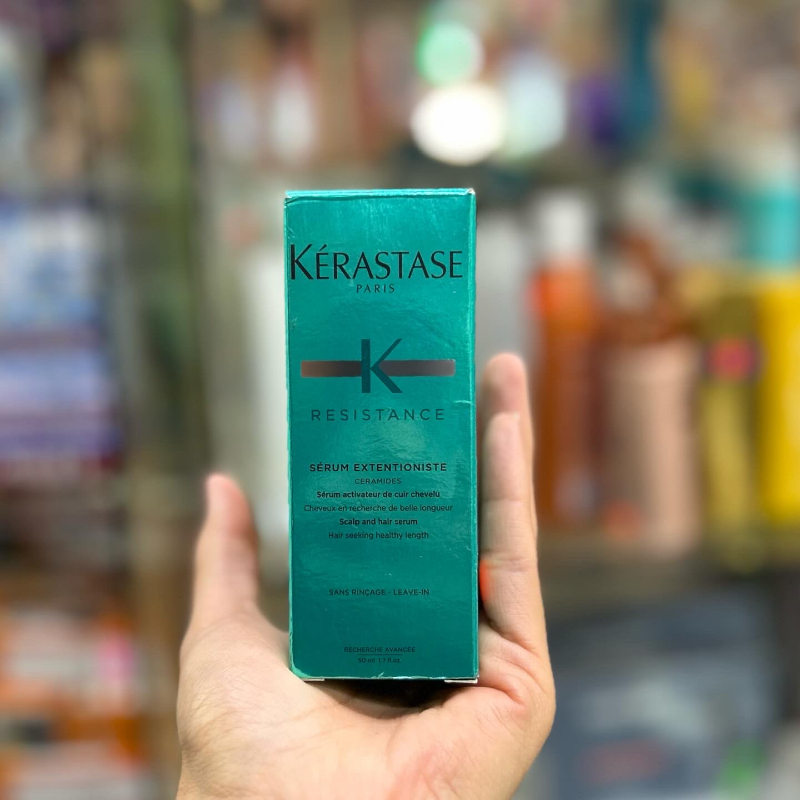 KÉRASTASE
PARIS
K
RESISTANCE
SÉRUM EXTENTIONISTE
CERAMIDES
Sérum activateur de cuir chevelu
Cheveux en recherche de belle longueur
Scalp and hair serum
Hair seeking healthy length
SANS RINÇAGE - LEAVE-IN
RECHERCHE AVANCÉE
50 ml 1.7 fl.oz.